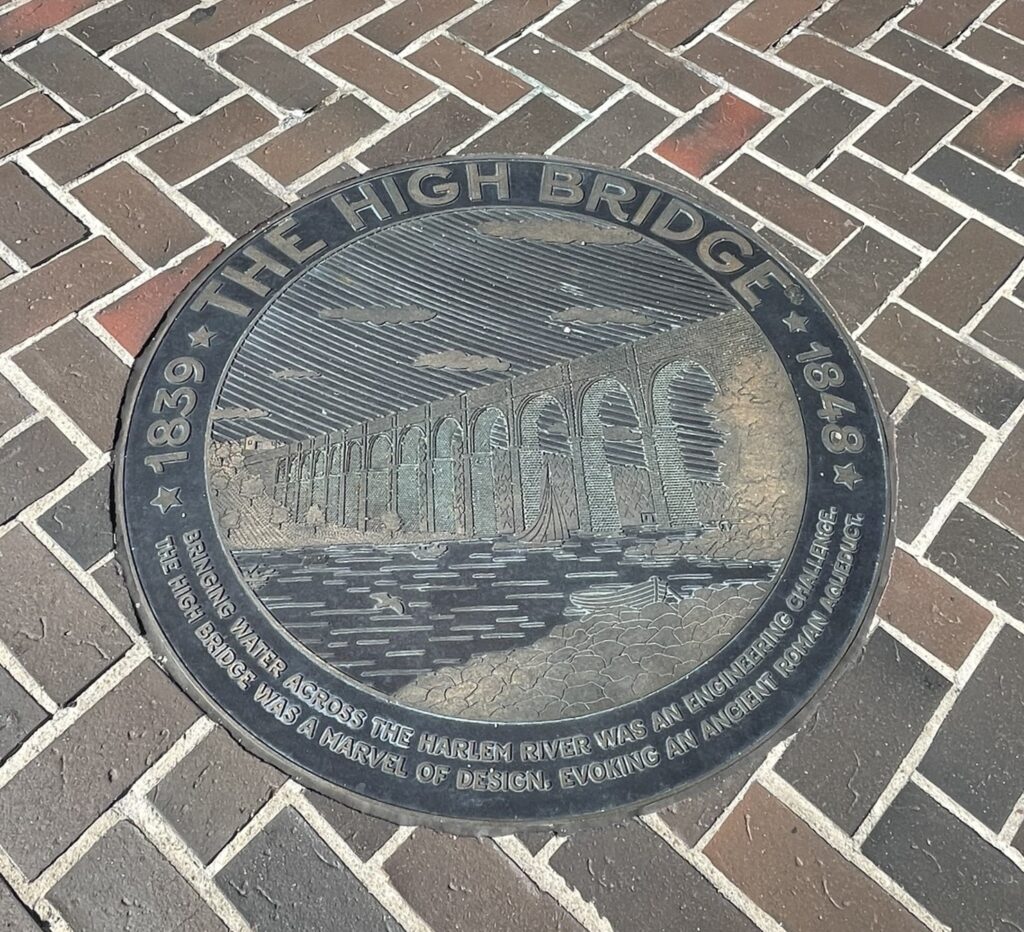 THE HIGH BRIDGE
1839
1848
BRINGING WATER ACROSS THE HARLEM RIVER WAS AN ENGINEERING CHALLENGE.
THE HIGH BRIDGE WAS A MARVEL OF DESIGN, EVOKING AN ANCIENT ROMAN AQUEDUCT.